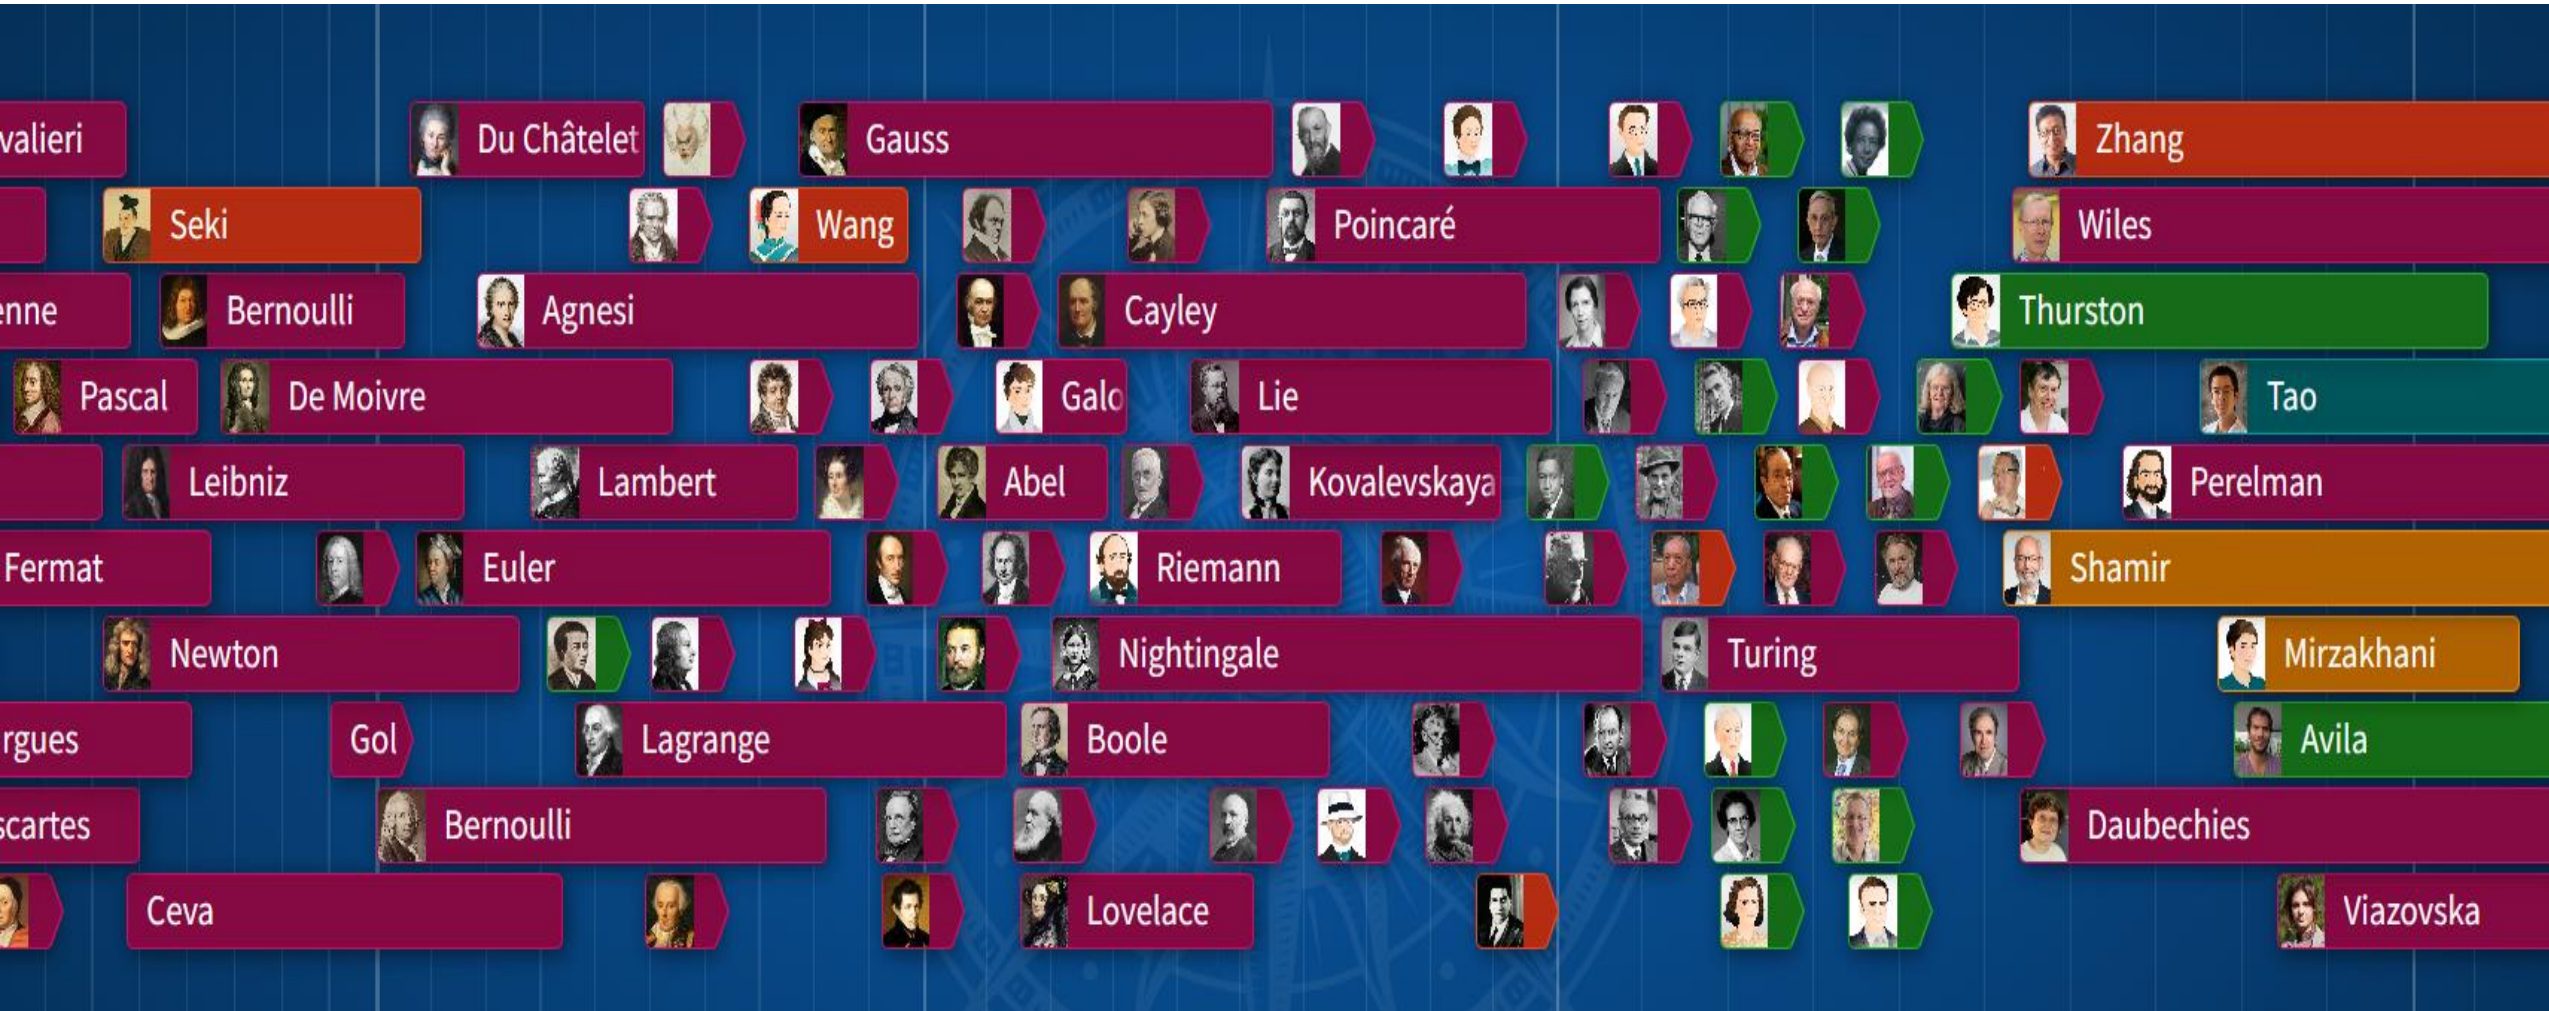 valieri
Du Châtelet
Gauss
Zhang
Seki
Wang
Poincaré
Wiles
enne
Bernoulli
Agnesi
Cayley
Thurston
Pascal
De Moivre
Galo
Lie
Tao
Leibniz
Lambert
Abel
Kovalevskaya
Perelman
Fermat
Euler
Riemann
Shamir
Newton
Nightingale
Turing
Mirzakhani
rgues
Gol
Lagrange
Boole
Avila
scartes
Bernoulli
Daubechies
Ceva
Lovelace
Viazovska